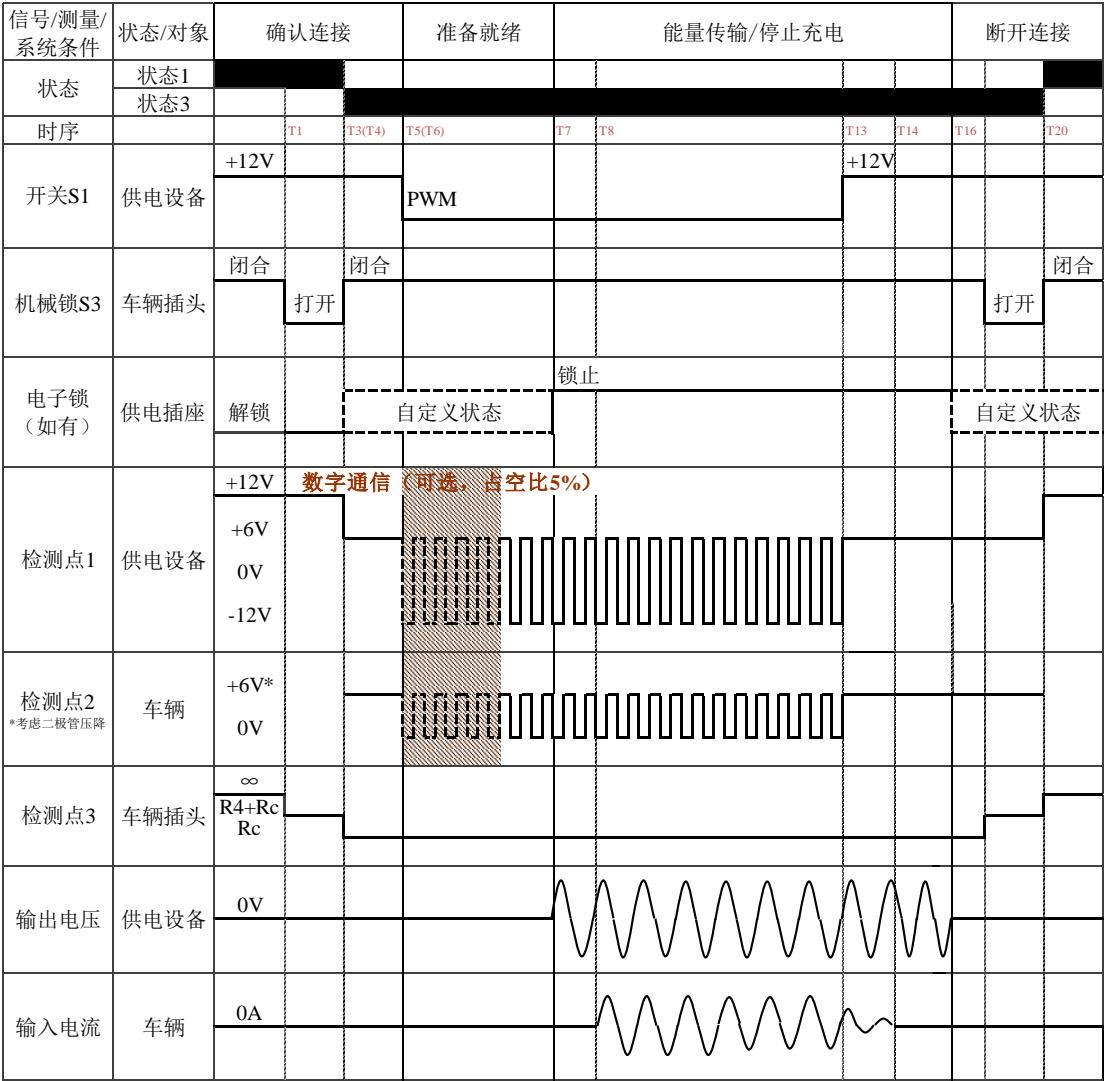 信号/测量/
系统条件
状态/对象
确认连接
准备就绪
能量传输/停止充电
断开连接
状态
状态1
状态3
时序
T1
T3(T4)
T5(T6)
T7
T8
T13
T14
T16
T20
开关S1
供电设备
+12V
PWM
+12V
机械锁S3
车辆插头
闭合
打开
闭合
打开
闭合
电子锁
（如有）
供电插座
解锁
自定义状态
锁止
自定义状态
检测点1
供电设备
+12V
+6V
0V
-12V
数字通信（可选，占空比5%）
检测点2
*考虑二极管压降
车辆
+6V*
0V
检测点3
车辆插头
∞
R4+Rc
Rc
输出电压
供电设备
0V
输入电流
车辆
0A